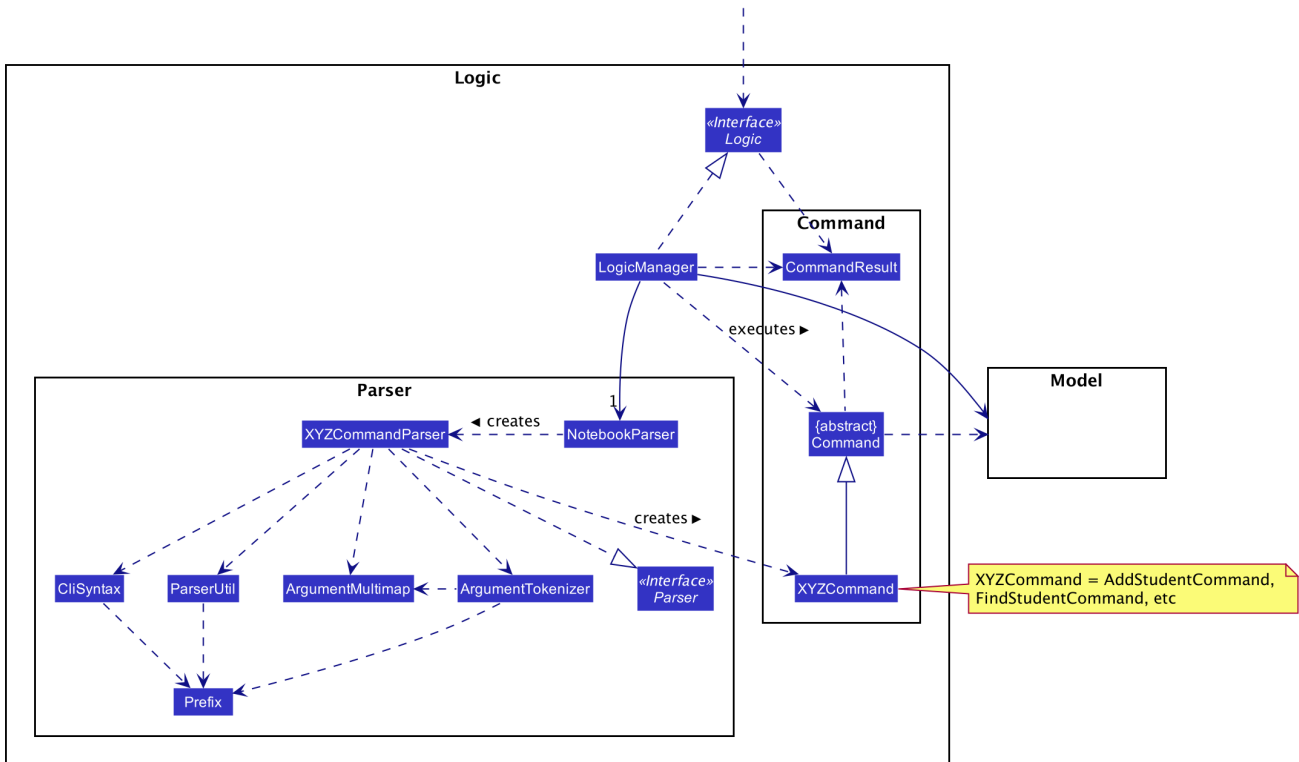 Logic
«Interface»
Logic
Command
LogicManager
CommandResult
executes ►
Parser
Model
1
◄ creates
XYZCommandParser
NotebookParser
{abstract}
Command
creates ►
CliSyntax
ParserUtil
ArgumentMultimap
ArgumentTokenizer
«Interface»
Parser
XYZCommand
XYZCommand = AddStudentCommand,
FindStudentCommand, etc
Prefix